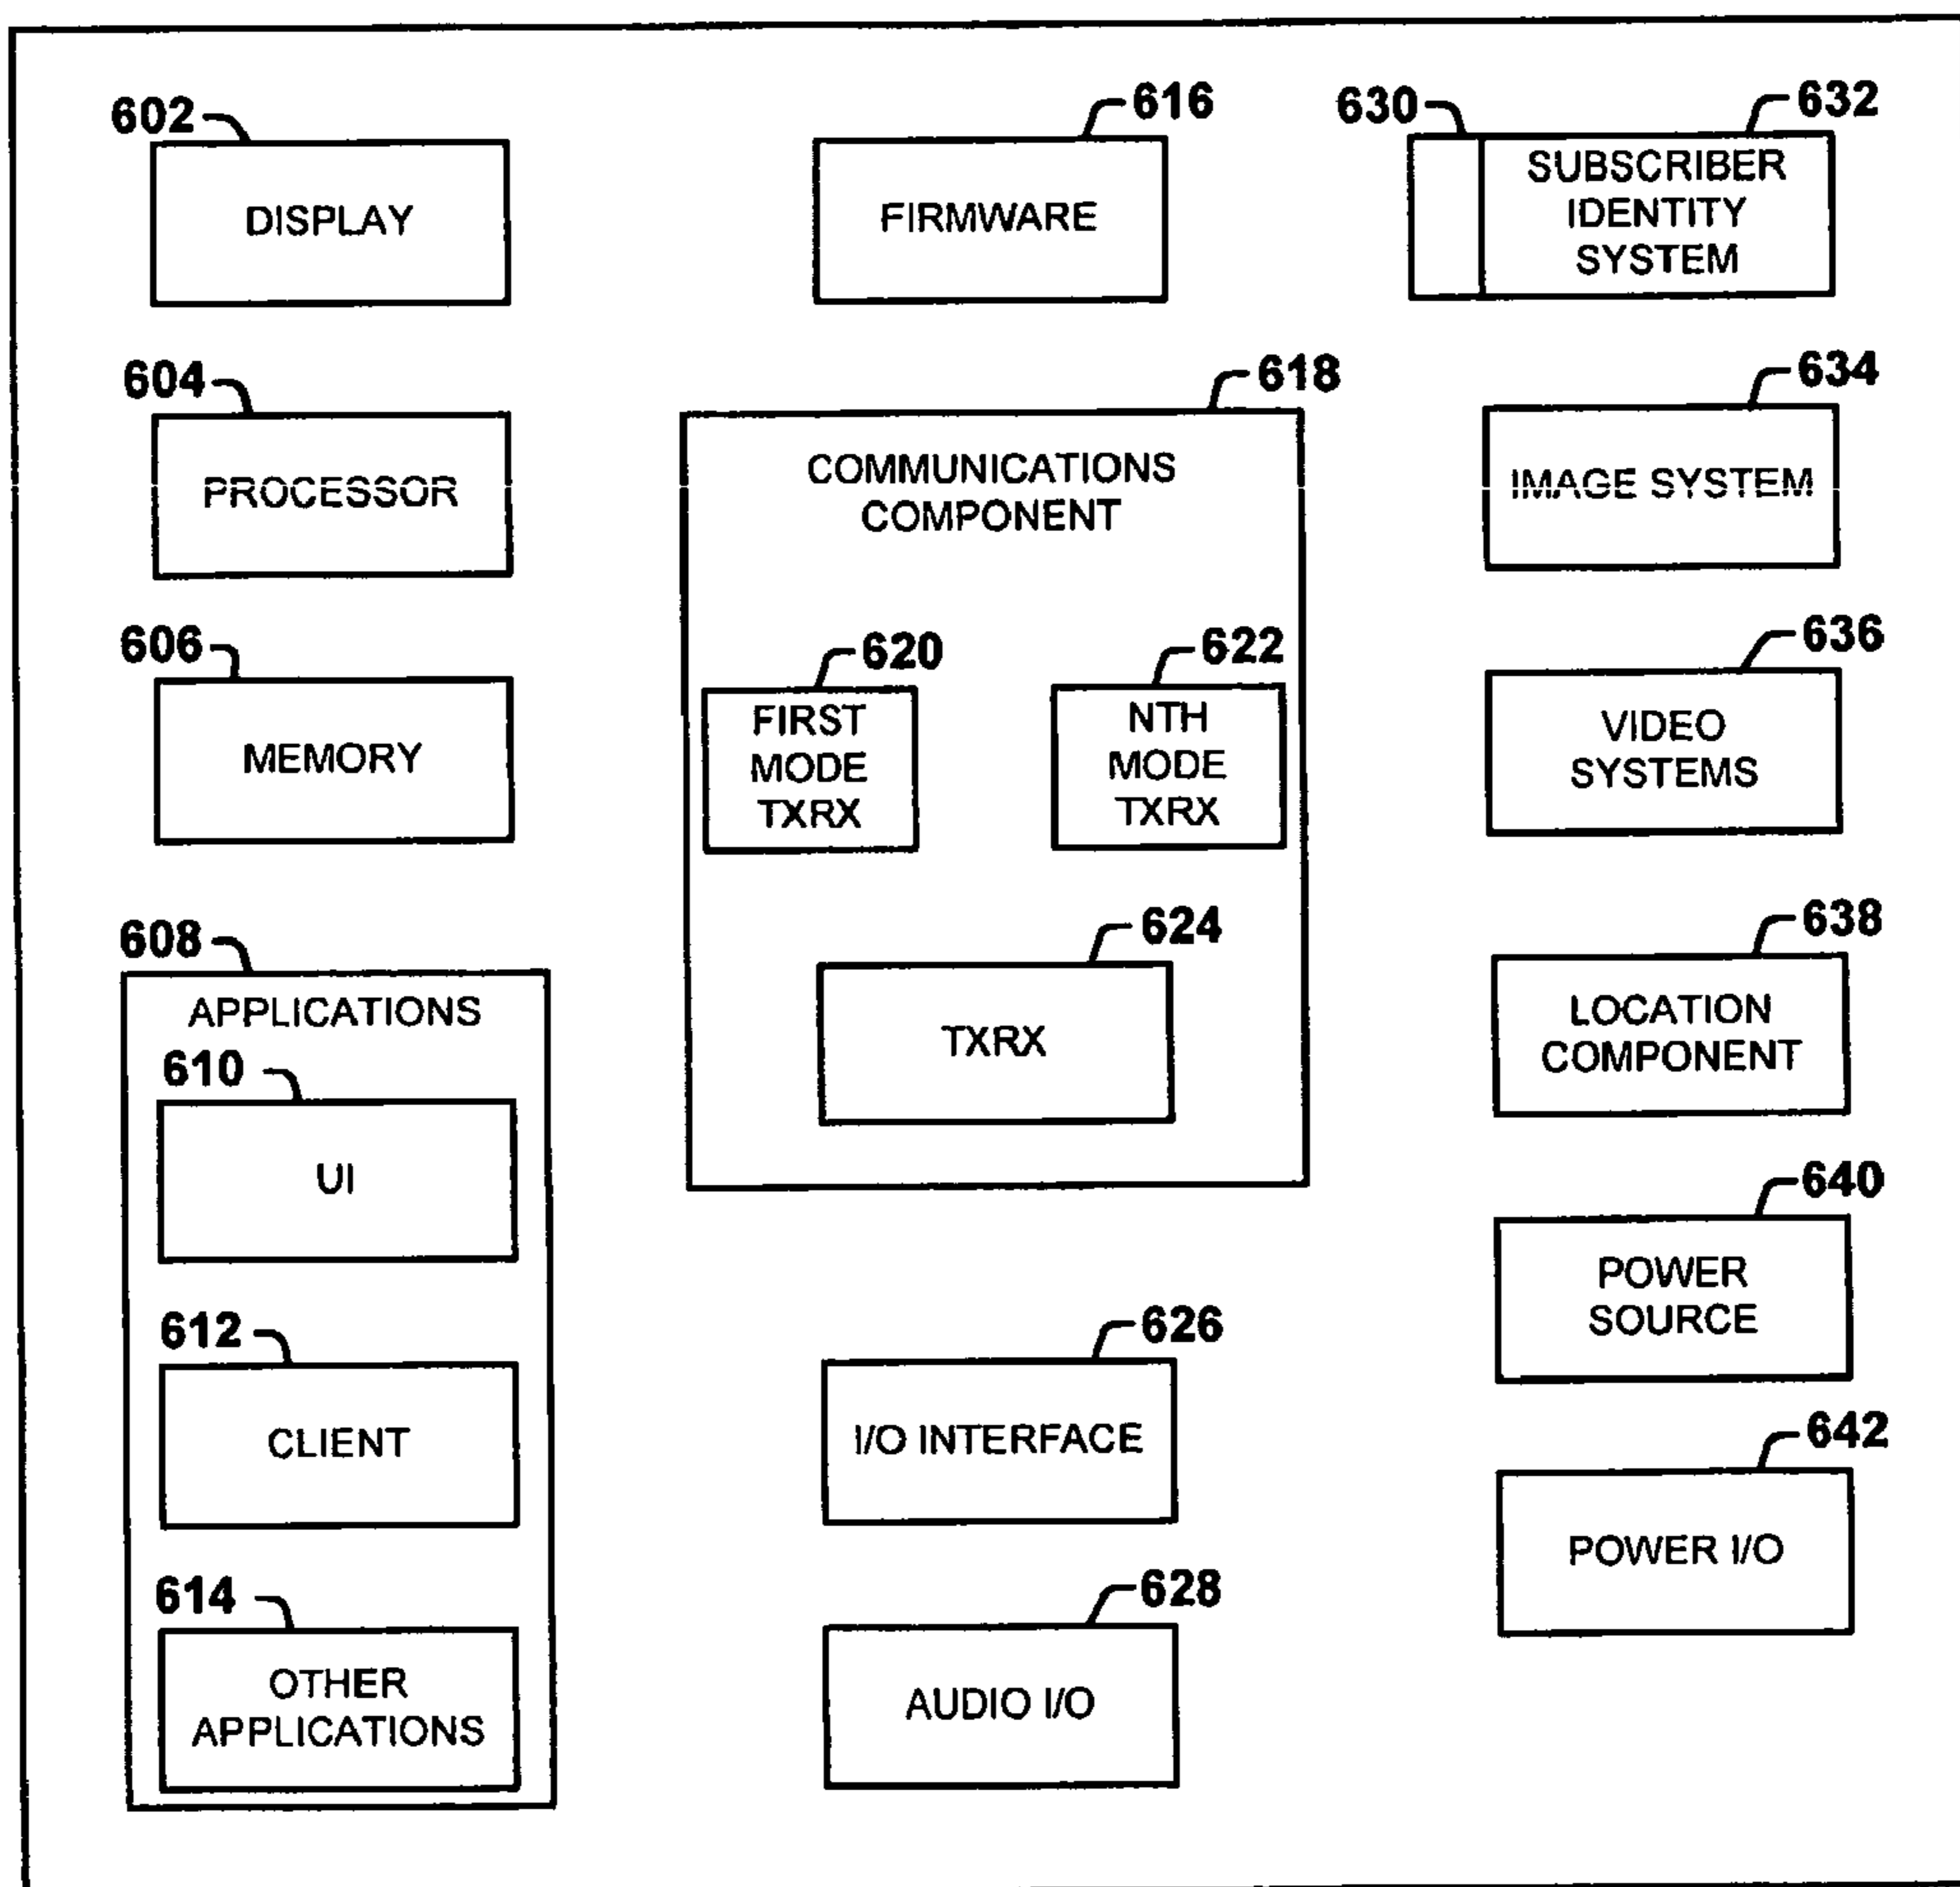 602
DISPLAY
604
PROCESSOR
606
MEMORY
608
APPLICATIONS
610
UI
612
CLIENT
614
OTHER
APPLICATIONS
616
FIRMWARE
618
COMMUNICATIONS
COMPONENT
620
FIRST
MODE
TXRX
622
NTH
MODE
TXRX
624
TXRX
626
I/O INTERFACE
628
AUDIO I/O
630
632
SUBSCRIBER
IDENTITY
SYSTEM
634
IMAGE SYSTEM
636
VIDEO
SYSTEMS
638
LOCATION
COMPONENT
640
POWER
SOURCE
642
POWER I/O